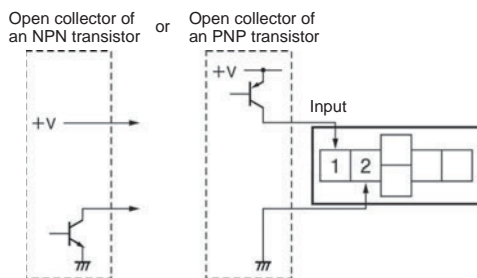 Open collector of
an NPN transistor
or
Open collector of
an PNP transistor
+V
+V
Input
1 2